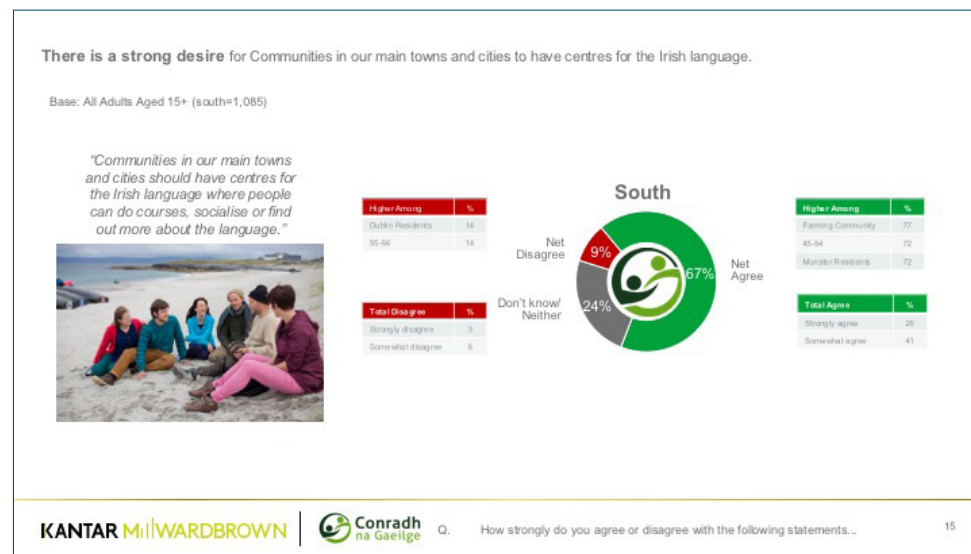 There is a strong desire for Communities in our main towns and cities to have centres for the Irish language.
Base: All Adults Aged 15+ (south=1,085)
“Communities in our main towns
and cities should have centres for
the Irish language where people
can do courses, socialise or find
out more about the language.”
Higher Among %
Dublin Residents 14
55-64 14
Total Disagree %
Strongly disagree 3
Somewhat disagree 6
South
Net
Disagree
9%
Don’t know/
Neither
24%
67%
Net
Agree
Higher Among %
Farming Community 77
45-54 72
Munster Residents 72
Total Agree %
Strongly agree 26
Somewhat agree 41
KANTAR MillWARDBROWN
Conradh
na Gaeilge
Q. How strongly do you agree or disagree with the following statements...
15